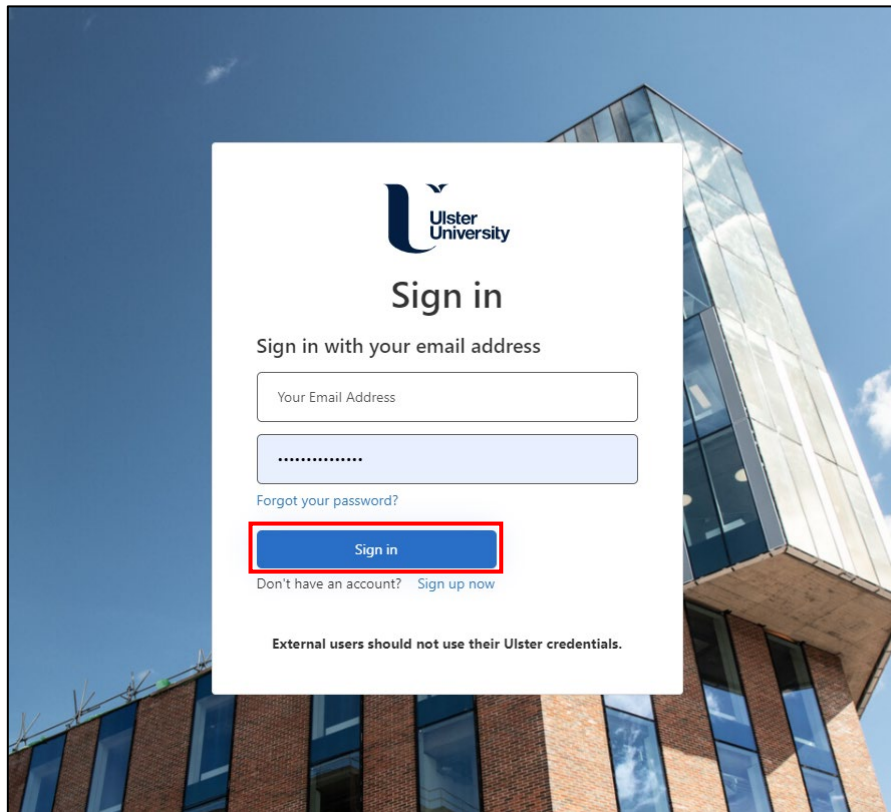 Ulster
University
Sign in
Sign in with your email address
Your Email Address
Forgot your password?
Sign in
Don't have an account? Sign up now
External users should not use their Ulster credentials.